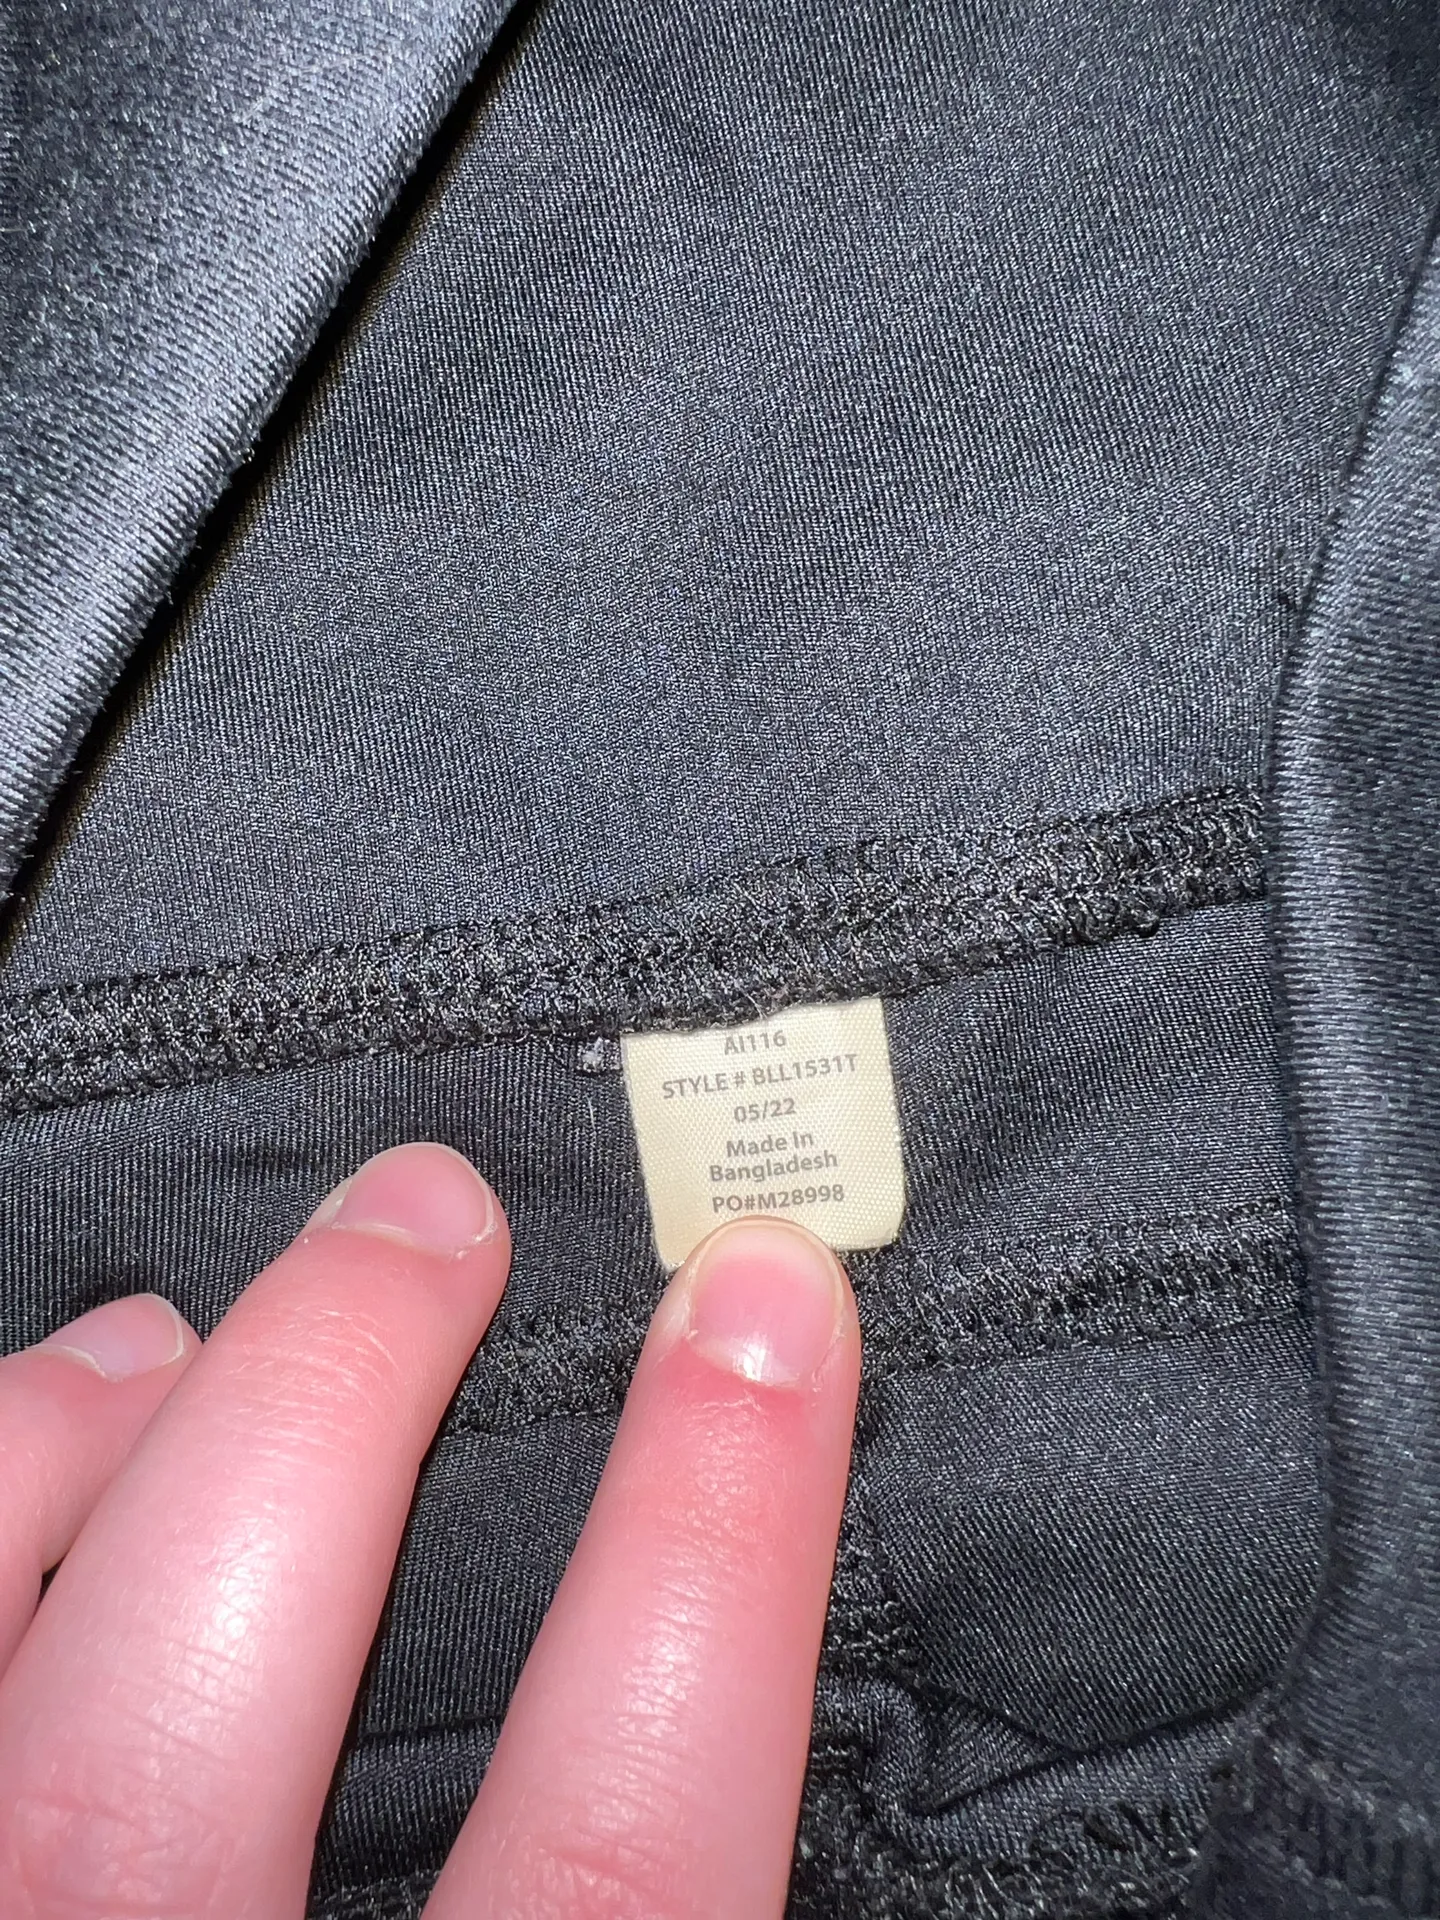 AI116
STYLE # BLL1531T
05/22
Made In
Bangladesh
PO#M28998